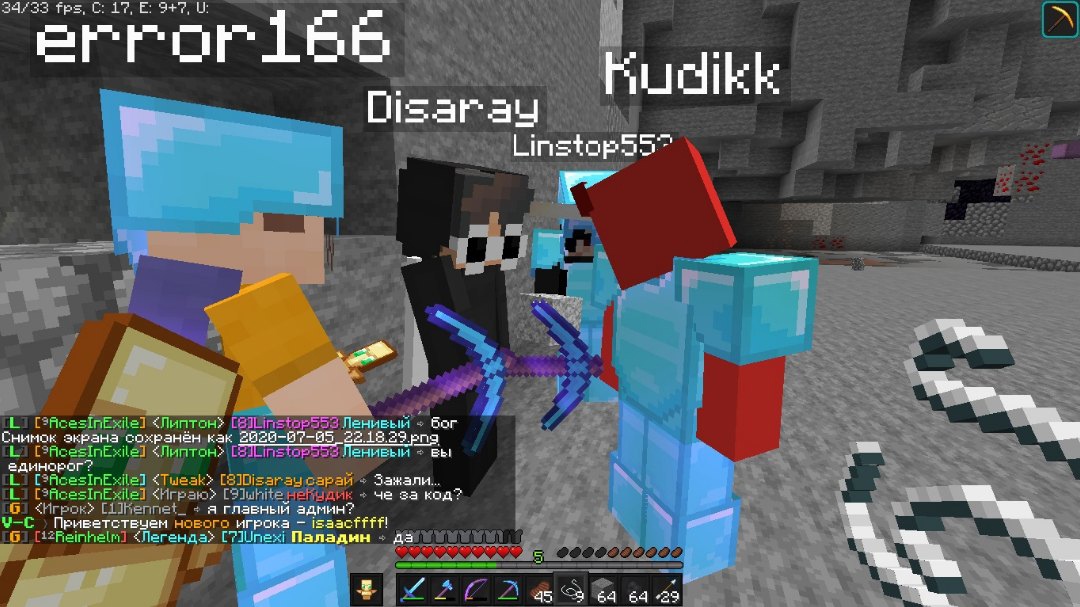 34/33 fps, C: 17, E: 9+7, U:
error166
Kudikk
Disaray
Linstop553
[L] [⁹AcesInExile] <Липтон> [8]Linstop553 Ленивый → бог
Снимок экрана сохранён как 2020-07-05_22.18.29.png
[L] [⁹AcesInExile] <Липтон> [8]Linstop553 Ленивый → вы
единорог?
[L] [⁹AcesInExile] <Tweak> [8]Disaray сарай → Зажали...
[L] [⁹AcesInExile] <Играю> [9]white неКудик → че за код?
[G] <Игрок> [1]Kennet_ → я главный админ?
V-C › Приветствуем нового игрока - isaacffff!
[G] [¹²Reinhelm] <Легенда> [7]Unexi Паладин → да
5
45 9 64 64 29